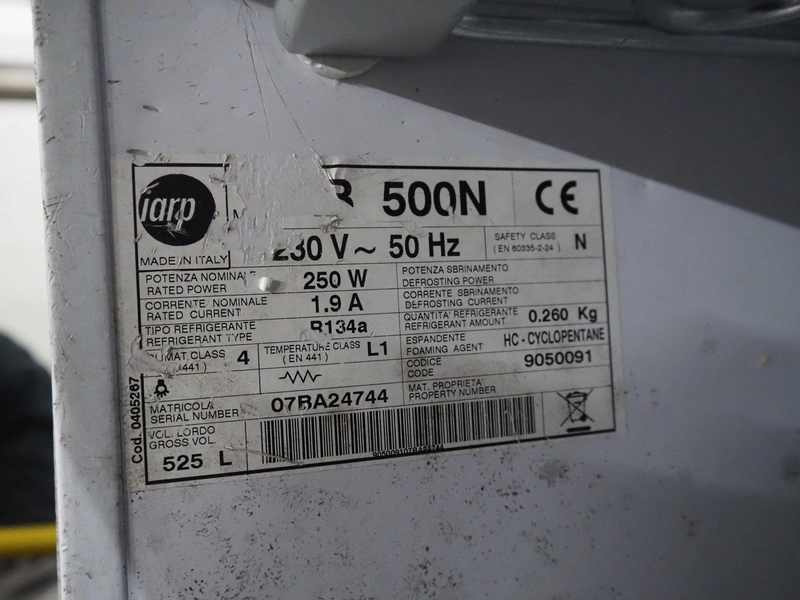 iarp
500N
CE
MADE IN ITALY
230 V ~ 50 Hz
SAFETY CLASS
( EN 60335-2-24 )
N
POTENZA NOMINALE
RATED POWER
250 W
POTENZA SBRINAMENTO
DEFROSTING POWER
CORRENTE NOMINALE
RATED CURRENT
1.9 A
CORRENTE SBRINAMENTO
DEFROSTING CURRENT
TIPO REFRIGERANTE
REFRIGERANT TYPE
R134a
QUANTITA' REFRIGERANTE
REFRIGERANT AMOUNT
0.260 Kg
CLIMAT. CLASS
441 )
4
TEMPERATURE CLASS
( EN 441 )
L1
ESPANDENTE
FOAMING AGENT
HC - CYCLOPENTANE
CODICE
CODE
9050091
MATRICOLA
SERIAL NUMBER
07BA24744
MAT. PROPRIETA'
PROPERTY NUMBER
VOL. LORDO
GROSS VOL.
525 L
Cod. 0405267